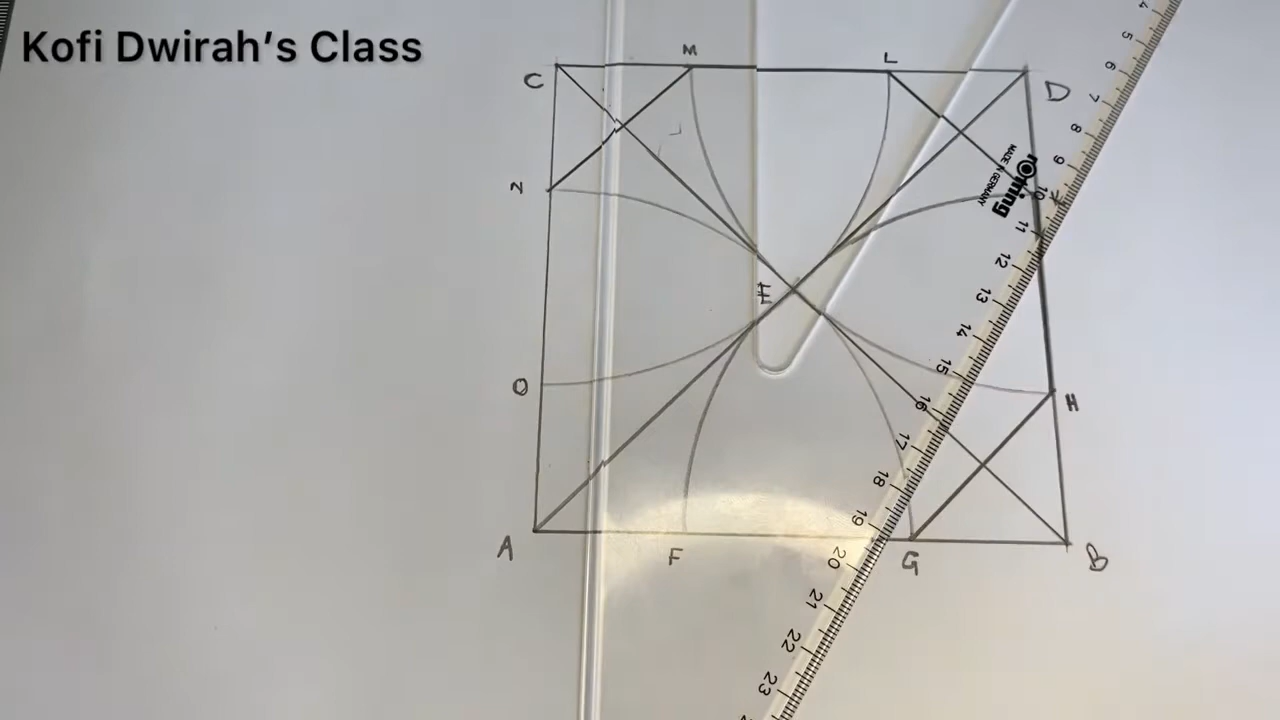 Kofi Dwirah's Class
M
L
C
D
N
E
O
H
A
F
G
B
rotring
MADE IN GERMANY
4
5
6
7
8
9
10
11
12
13
14
15
16
17
18
19
20
21
22
23